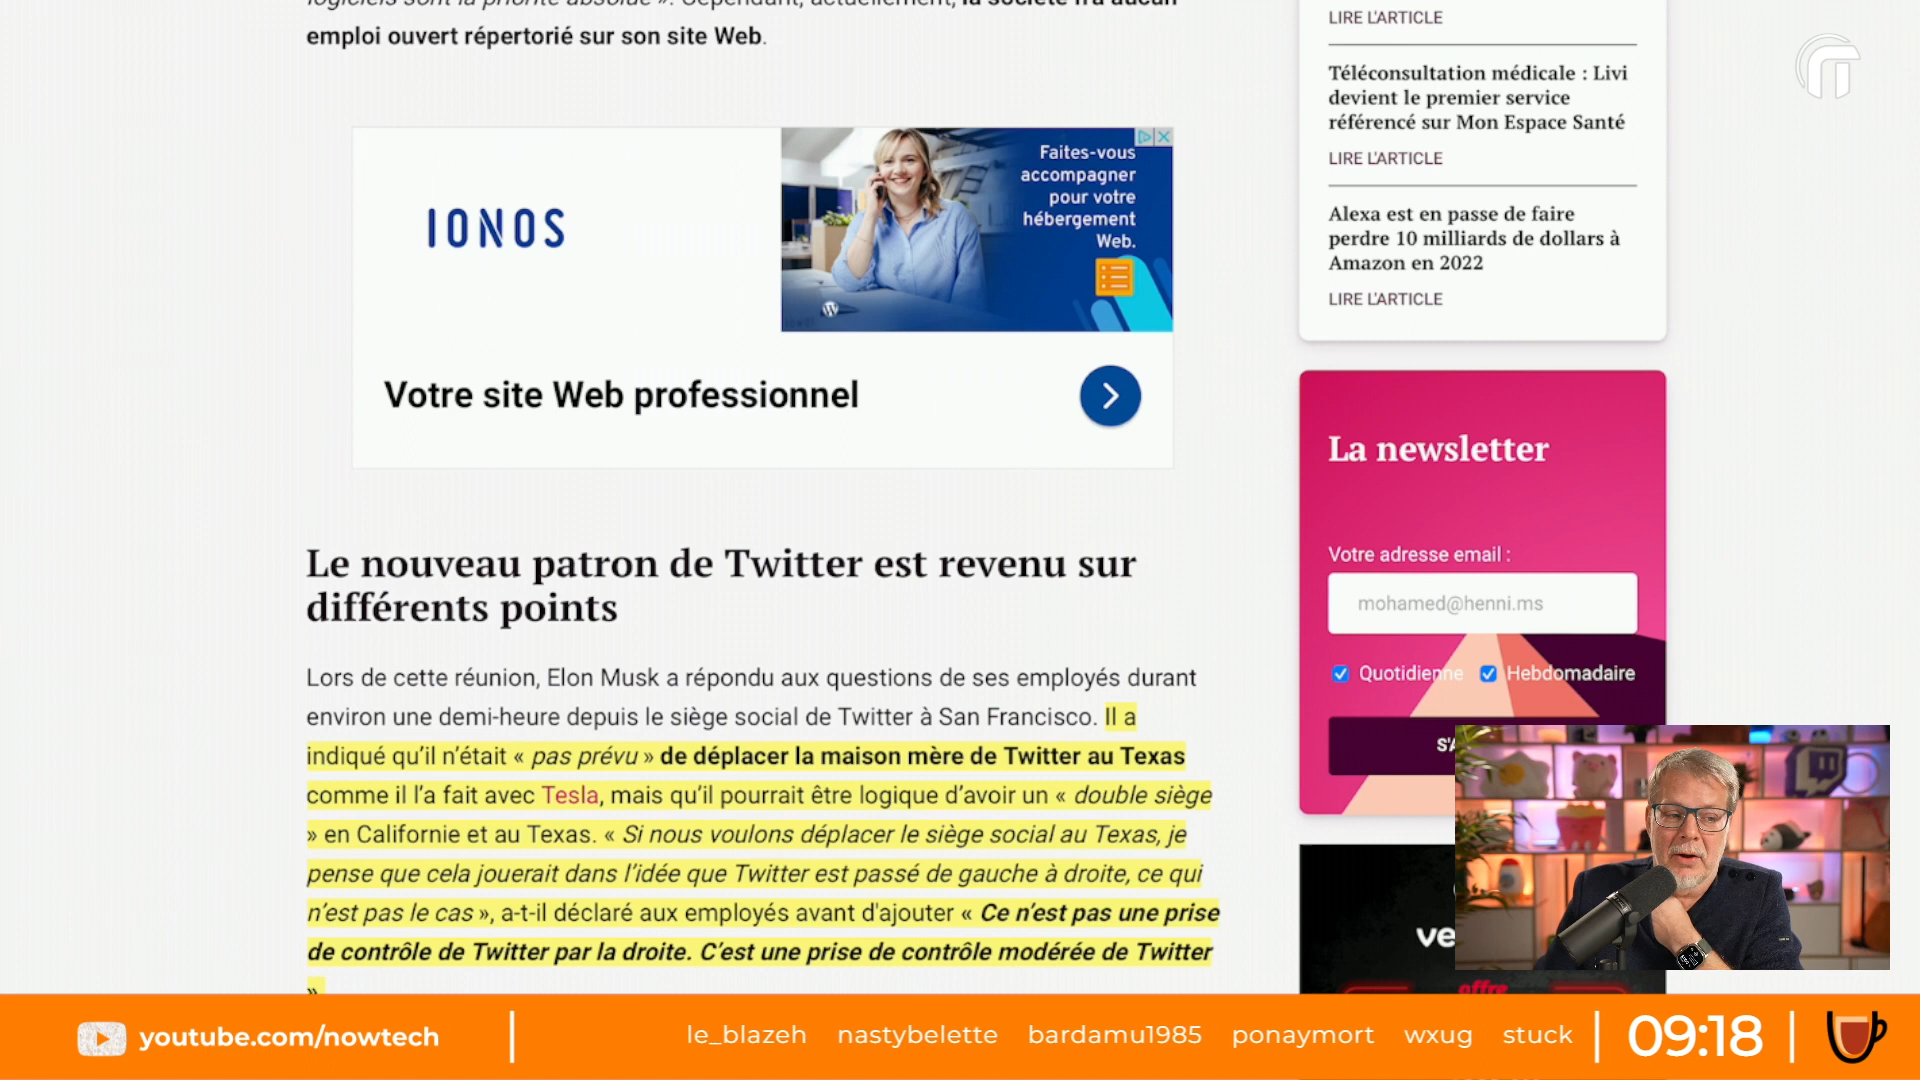 emploi ouvert répertorié sur son site Web.
IONOS
Faites-vous
accompagner
pour votre
hébergement
Web.
Votre site Web professionnel
Le nouveau patron de Twitter est revenu sur
différents points
Lors de cette réunion, Elon Musk a répondu aux questions de ses employés durant
environ une demi-heure depuis le siège social de Twitter à San Francisco. Il a
indiqué qu’il n’était « pas prévu » de déplacer la maison mère de Twitter au Texas
comme il l’a fait avec Tesla, mais qu’il pourrait être logique d’avoir un « double siège
» en Californie et au Texas. « Si nous voulons déplacer le siège social au Texas, je
pense que cela jouerait dans l’idée que Twitter est passé de gauche à droite, ce qui
n’est pas le cas », a-t-il déclaré aux employés avant d'ajouter « Ce n’est pas une prise
de contrôle de Twitter par la droite. C’est une prise de contrôle modérée de Twitter
»
LIRE L'ARTICLE
Téléconsultation médicale : Livi
devient le premier service
référencé sur Mon Espace Santé
LIRE L'ARTICLE
Alexa est en passe de faire
perdre 10 milliards de dollars à
Amazon en 2022
LIRE L'ARTICLE
La newsletter
Votre adresse email :
mohamed@henni.ms
Quotidienne Hebdomadaire
S'A
ve
offre
youtube.com/nowtech
le_blazeh nastybelette bardamu1985 ponaymort wxug stuck
09:18